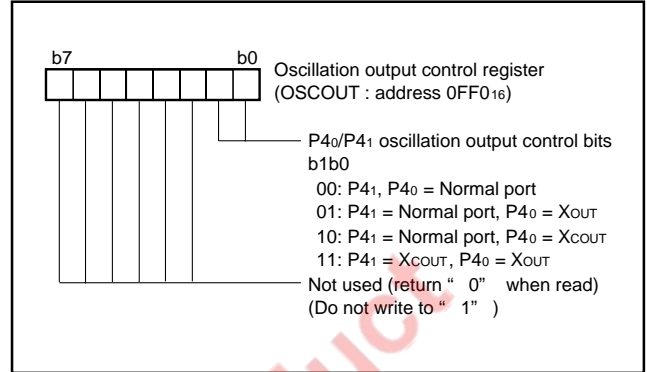 b7 b0
Oscillation output control register
(OSCOUT : address 0FF016)
P40/P41 oscillation output control bits
b1b0
00: P41, P40 = Normal port
01: P41 = Normal port, P40 = XOUT
10: P41 = Normal port, P40 = XCOUT
11: P41 = XCOUT, P40 = XOUT
Not used (return “ 0” when read)
(Do not write to “ 1” )
duct